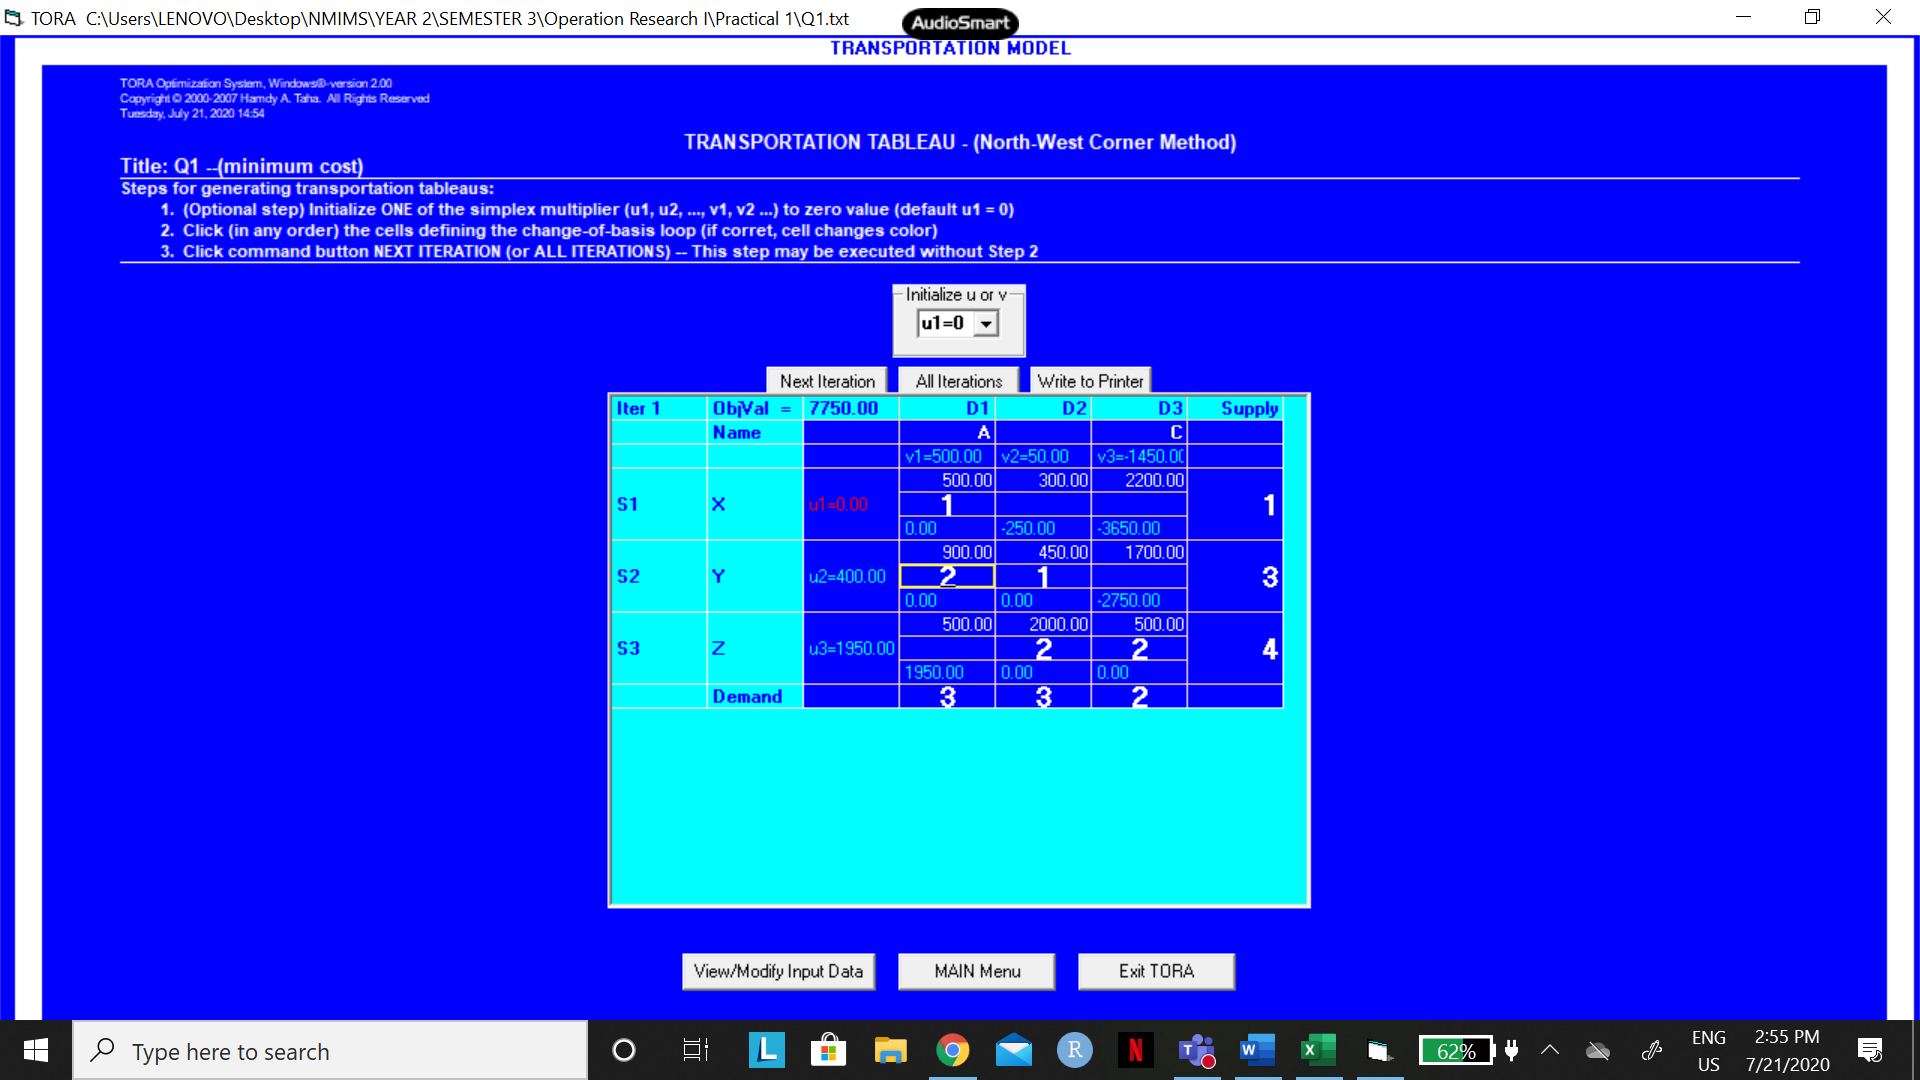 TORA C:\Users\LENOVO\Desktop\NMIMS\YEAR 2\SEMESTER 3\Operation Research I\Practical 1\Q1.txt
AudioSmart
TRANSPORTATION MODEL
TORA Optimization System, Windows®-version 2.00
Copyright © 2000-2007 Hamdy A. Taha. All Rights Reserved
Tuesday, July 21, 2020 14:54
TRANSPORTATION TABLEAU - (North-West Corner Method)
Title: Q1 --(minimum cost)
Steps for generating transportation tableaus:
1. (Optional step) Initialize ONE of the simplex multiplier (u1, u2, ..., v1, v2 ...) to zero value (default u1 = 0)
2. Click (in any order) the cells defining the change-of-basis loop (if corret, cell changes color)
3. Click command button NEXT ITERATION (or ALL ITERATIONS) -- This step may be executed without Step 2
Initialize u or v
u1=0
Next Iteration All Iterations Write to Printer
Iter 1 ObjVal = 7750.00 D1 D2 D3 Supply
Name A C
v1=500.00 v2=50.00 v3=-1450.0(
500.00 300.00 2200.00
S1 X u1=0.00 1 1
0.00 -250.00 -3650.00
900.00 450.00 1700.00
S2 Y u2=400.00 2 1 3
0.00 0.00 -2750.00
500.00 2000.00 500.00
S3 Z u3=1950.00 2 2 4
1950.00 0.00 0.00
Demand 3 3 2
View/Modify Input Data MAIN Menu Exit TORA
Type here to search
62%
ENG
US
2:55 PM
7/21/2020